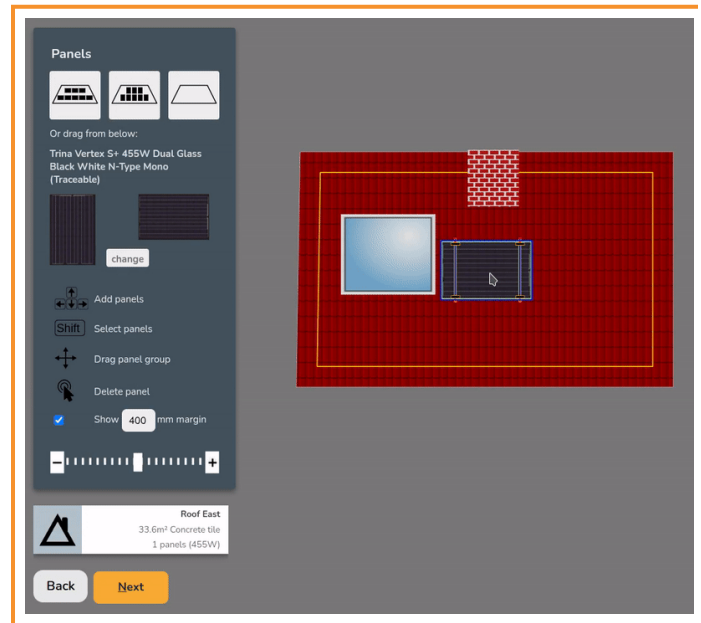 Panels
Or drag from below:
Trina Vertex S+ 455W Dual Glass
Black White N-Type Mono
(Traceable)
change
Add panels
Shift Select panels
Drag panel group
Delete panel
Show 400 mm margin
− +
Roof East
33.6m² Concrete tile
1 panels (455W)
Back Next